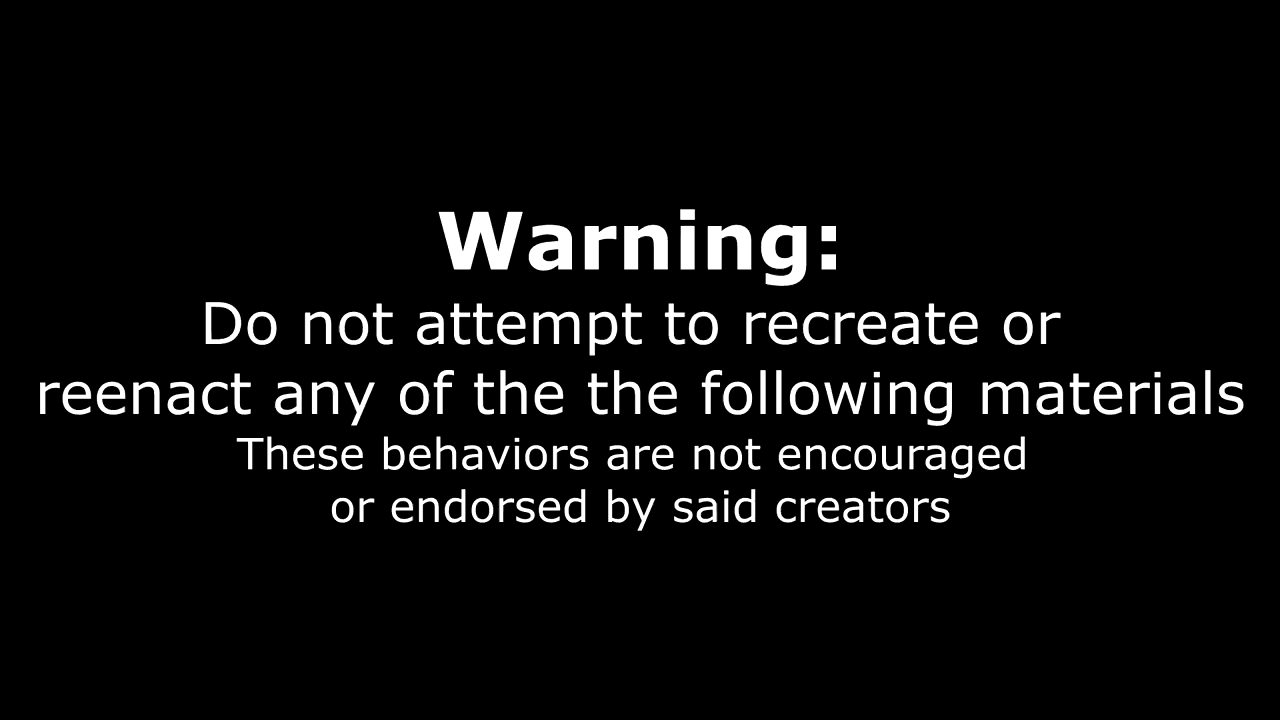 Warning:
Do not attempt to recreate or
reenact any of the the following materials
These behaviors are not encouraged
or endorsed by said creators